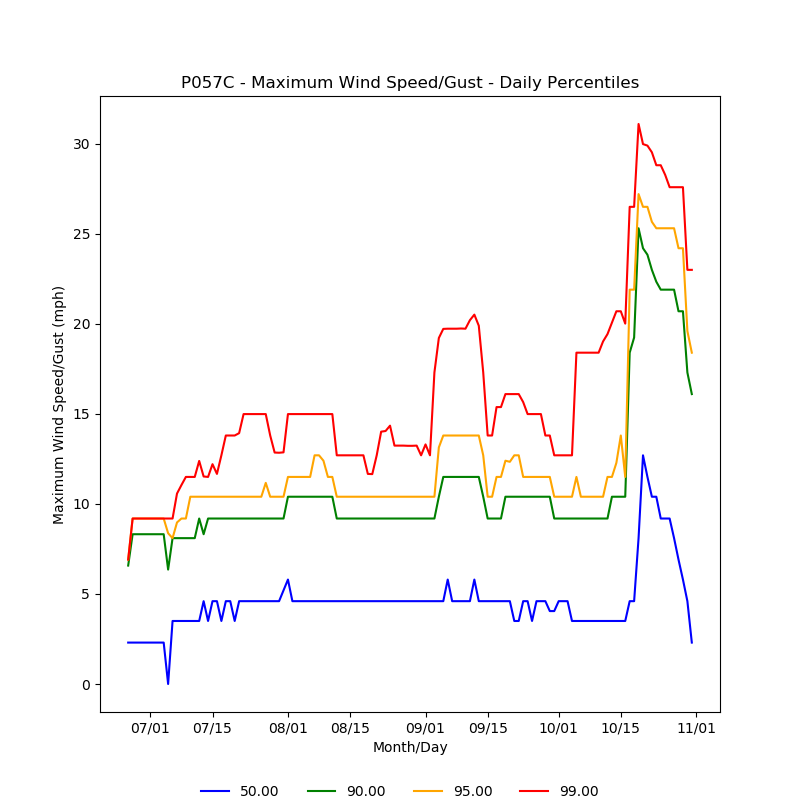 P057C - Maximum Wind Speed/Gust - Daily Percentiles
Maximum Wind Speed/Gust (mph)
30
25
20
15
10
5
0
07/01 07/15 08/01 08/15 09/01 09/15 10/01 10/15 11/01
Month/Day
50.00 90.00 95.00 99.00